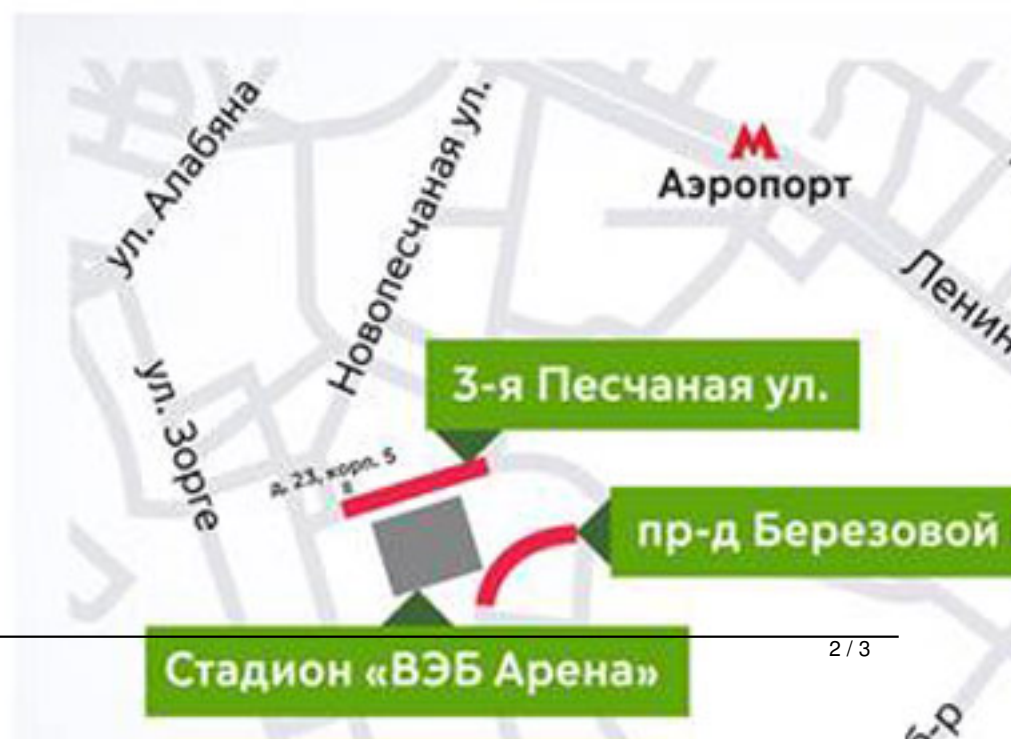 ул. Алабяна
Новопесчаная ул.
М
Аэропорт
Ленин
3-я Песчаная ул.
ул. Зорге
д. 23, корп. 5
пр-д Березовой
2 / 3
Стадион «ВЭБ Арена»
б-р